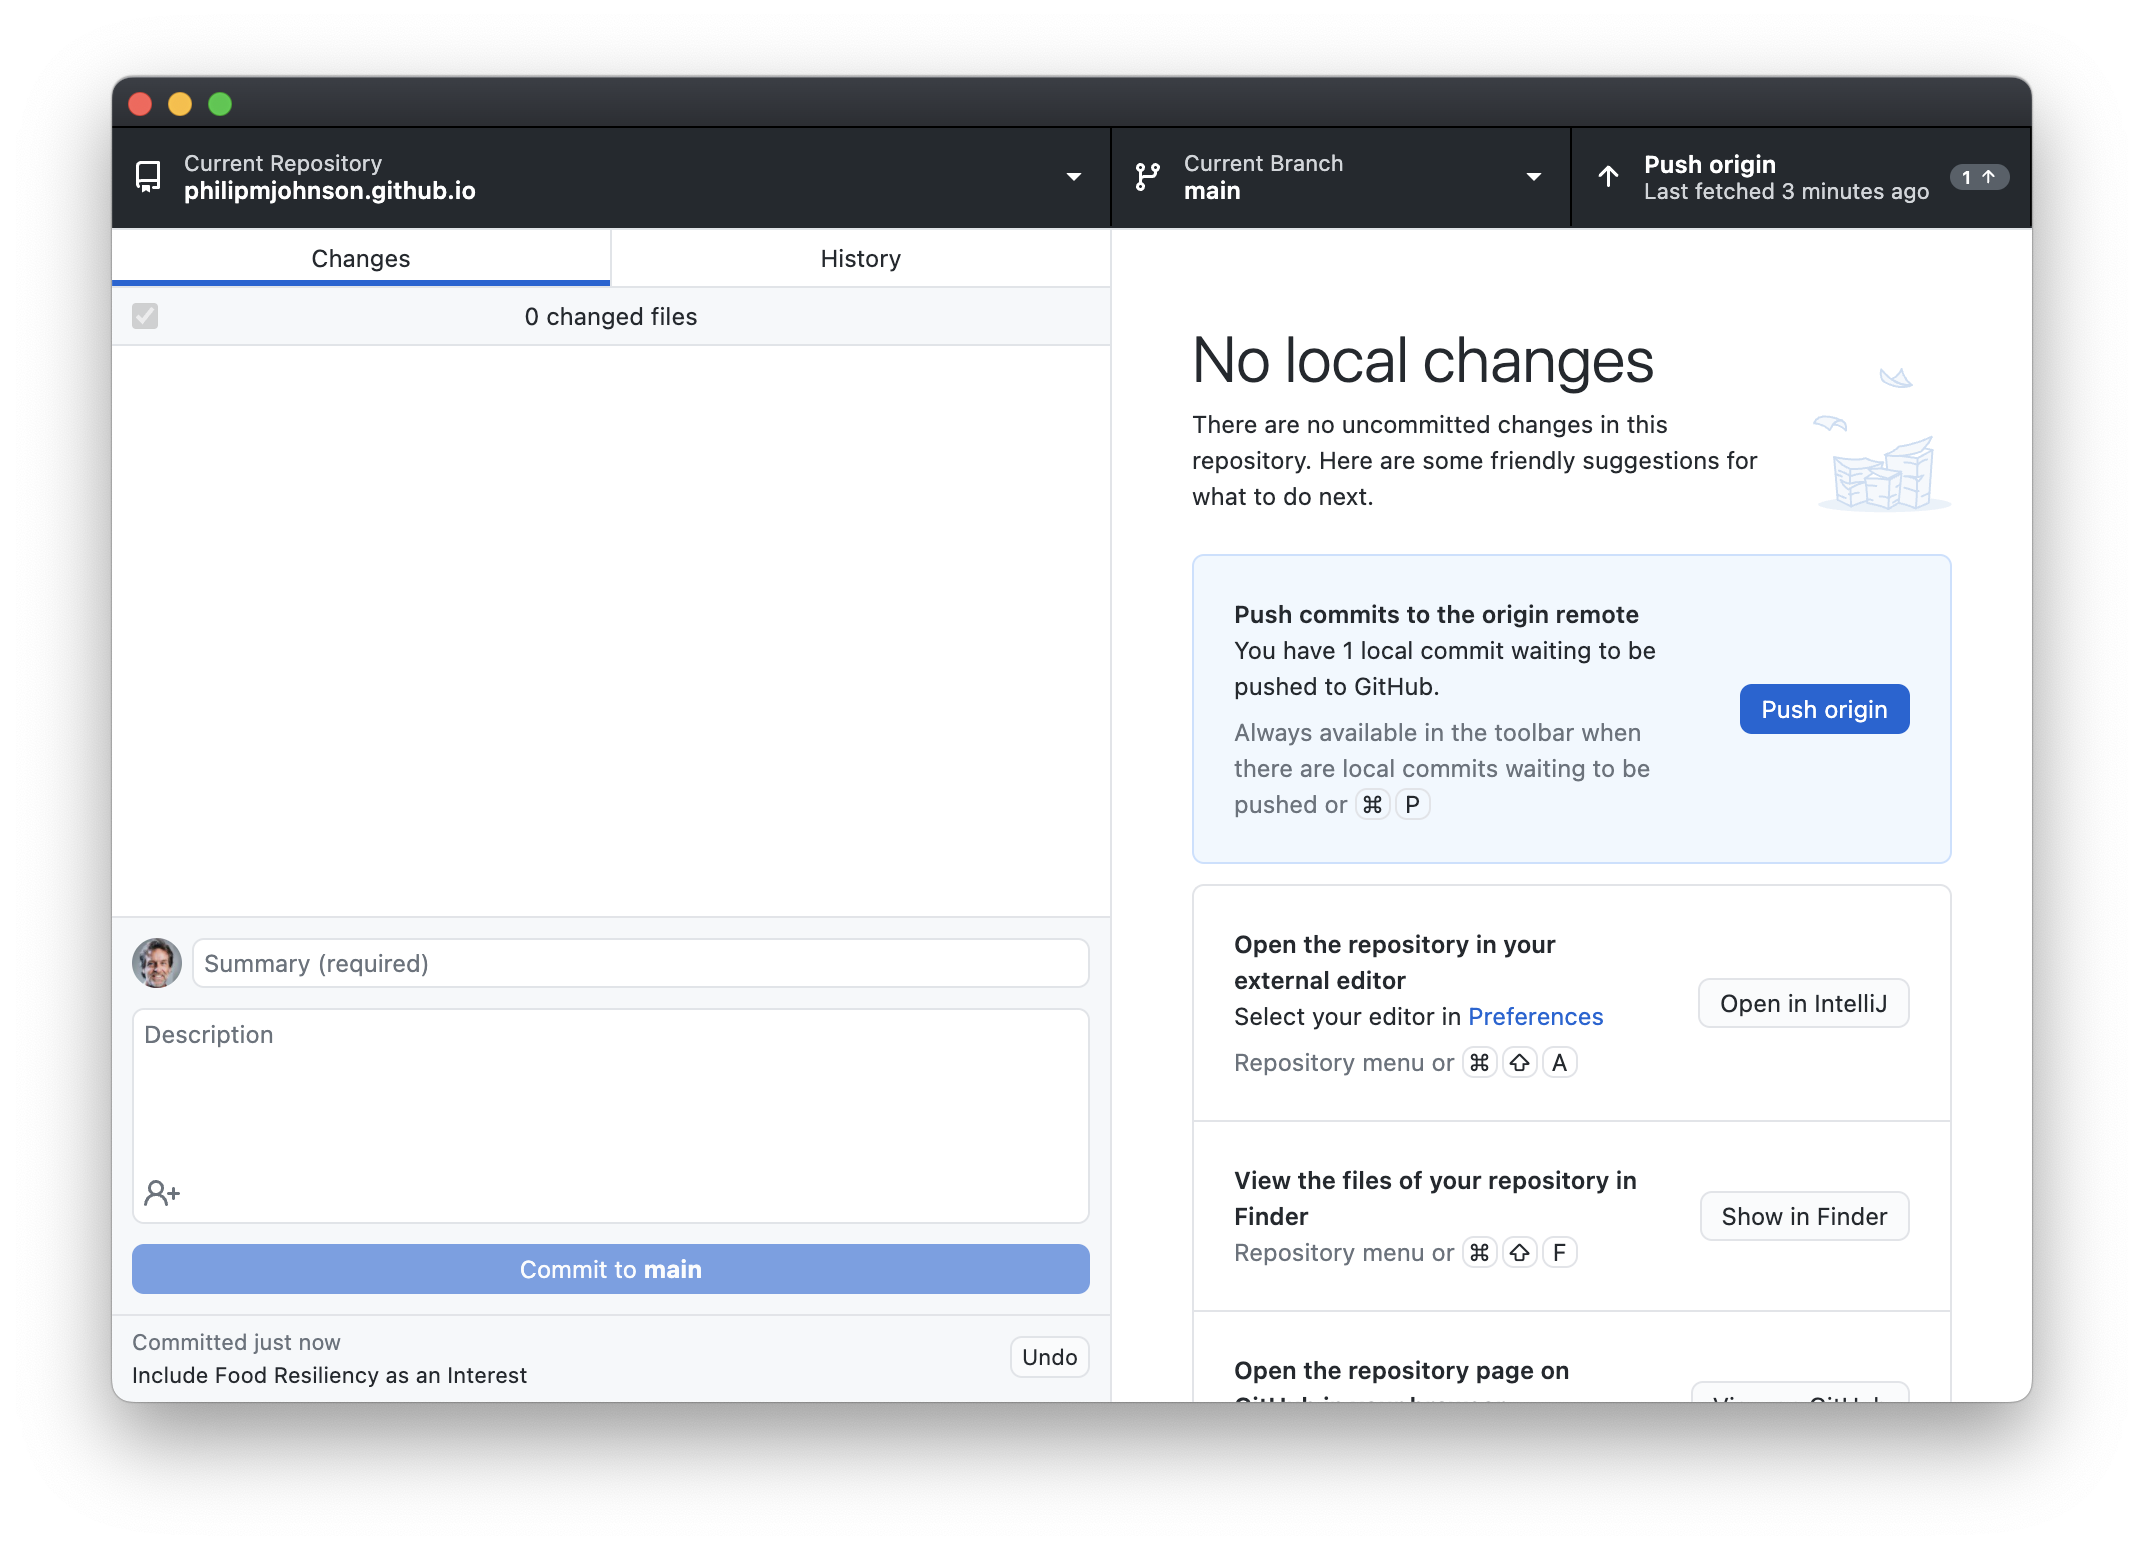 Current Repository
philipmjohnson.github.io
Current Branch
main
Push origin
Last fetched 3 minutes ago
1 ↑
Changes
History
0 changed files
No local changes
There are no uncommitted changes in this
repository. Here are some friendly suggestions for
what to do next.
Push commits to the origin remote
You have 1 local commit waiting to be
pushed to GitHub.
Always available in the toolbar when
there are local commits waiting to be
pushed or ⌘ P
Push origin
Open the repository in your
external editor
Select your editor in Preferences
Repository menu or ⌘ ⇧ A
Open in IntelliJ
View the files of your repository in
Finder
Repository menu or ⌘ ⇧ F
Show in Finder
Open the repository page on
Summary (required)
Description
Commit to main
Committed just now
Include Food Resiliency as an Interest
Undo